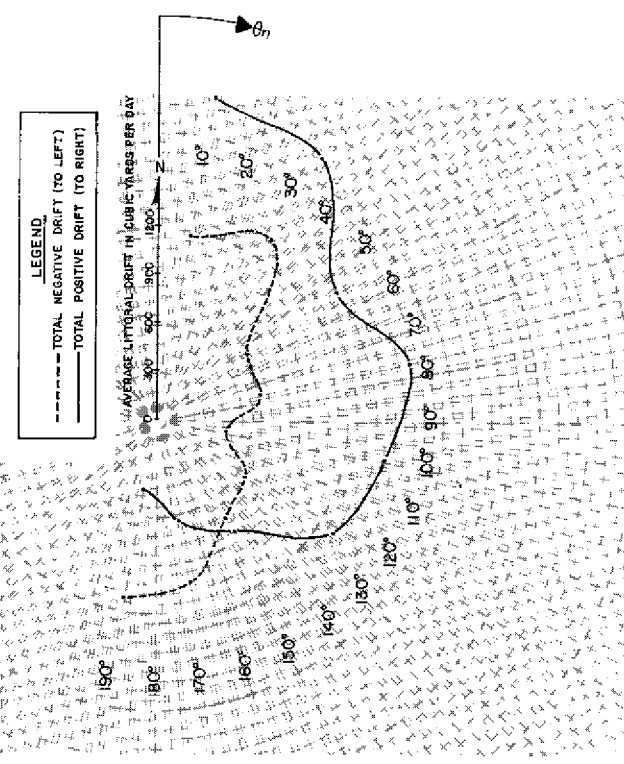 θn
LEGEND
TOTAL NEGATIVE DRIFT (TO LEFT)
TOTAL POSITIVE DRIFT (TO RIGHT)
AVERAGE LITTORAL DRIFT IN CUBIC YARDS PER DAY
N
0 300 600 900 1200
10°
20°
30°
40°
50°
60°
70°
80°
90°
100°
110°
120°
130°
140°
150°
160°
170°
180°
190°